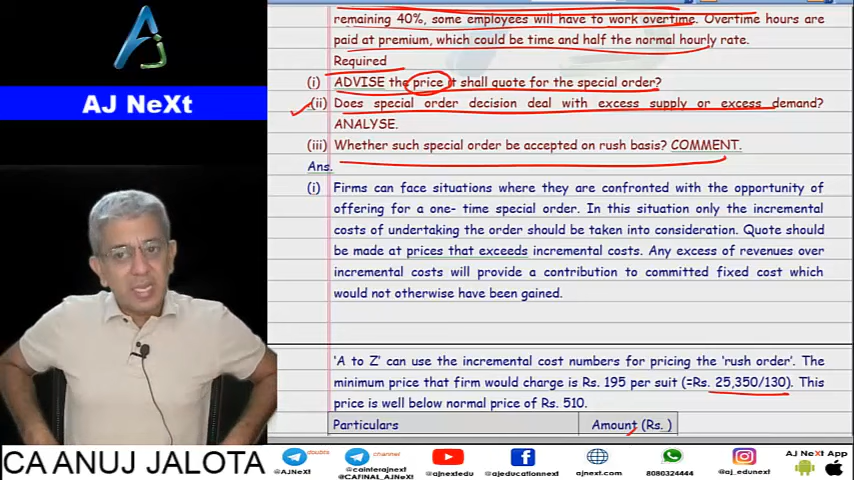 remaining 40%, some employees will have to work overtime. Overtime hours are
paid at premium, which could be time and half the normal hourly rate.
Required
(i) ADVISE the price it shall quote for the special order?
(ii) Does special order decision deal with excess supply or excess demand?
ANALYSE.
(iii) Whether such special order be accepted on rush basis? COMMENT.
Ans.
(i) Firms can face situations where they are confronted with the opportunity of
offering for a one- time special order. In this situation only the incremental
costs of undertaking the order should be taken into consideration. Quote should
be made at prices that exceeds incremental costs. Any excess of revenues over
incremental costs will provide a contribution to committed fixed cost which
would not otherwise have been gained.
'A to Z' can use the incremental cost numbers for pricing the 'rush order'. The
minimum price that firm would charge is Rs. 195 per suit (=Rs. 25,350/130). This
price is well below normal price of Rs. 510.
Particulars Amount (Rs. )
AJ NeXt
CA ANUJ JALOTA
doubts
@AJNeXt
channel
@cainterajnext
@CAFINAL_AJNeXt
@ajnextedu
@ajeducationnext
www.ajeducationnext.com
8080243444
@aj_edunext
AJ NeXt App